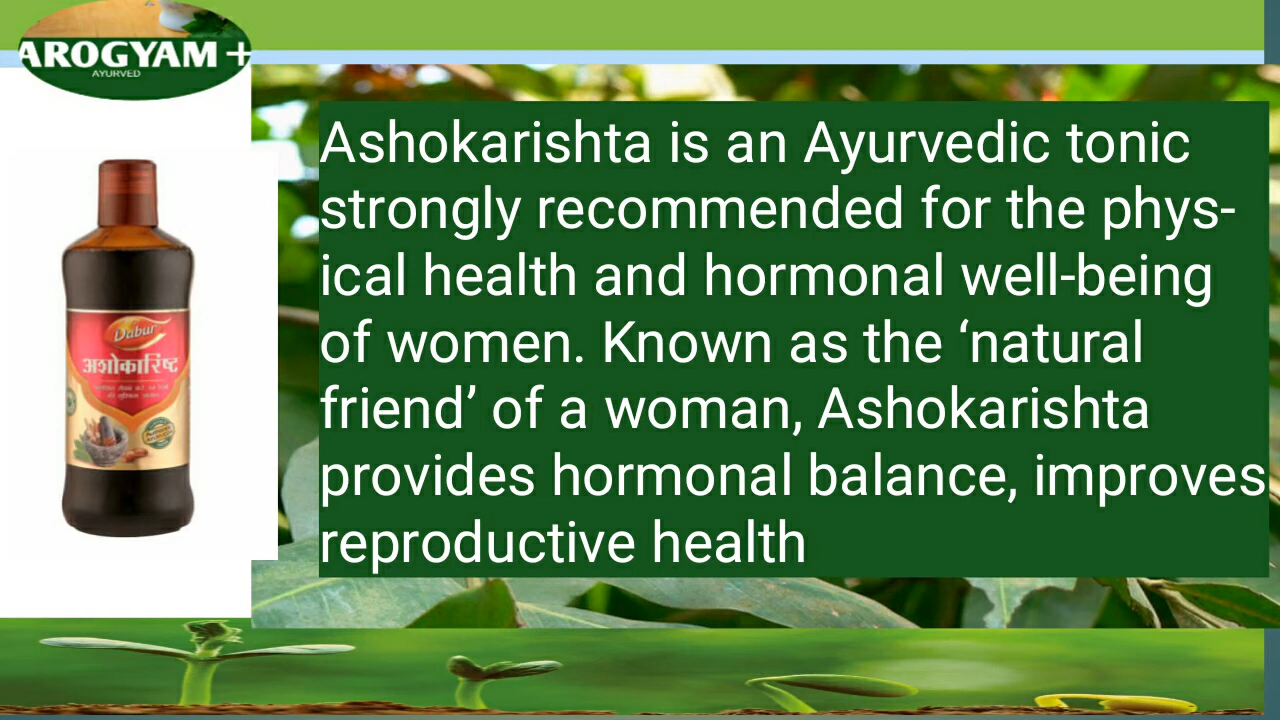 AROGYAM +
AYURVED
Ashokarishta is an Ayurvedic tonic
strongly recommended for the phys-
ical health and hormonal well-being
of women. Known as the ‘natural
friend’ of a woman, Ashokarishta
provides hormonal balance, improves
reproductive health
Dabur
अशोकारिष्ट